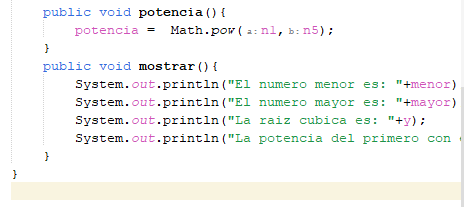 public void potencia(){
potencia = Math.pow( a: n1, b: n5);
}
public void mostrar(){
System.out.println("El numero menor es: "+menor)
System.out.println("El numero mayor es: "+mayor)
System.out.println("La raiz cubica es: "+y);
System.out.println("La potencia del primero con
}
}